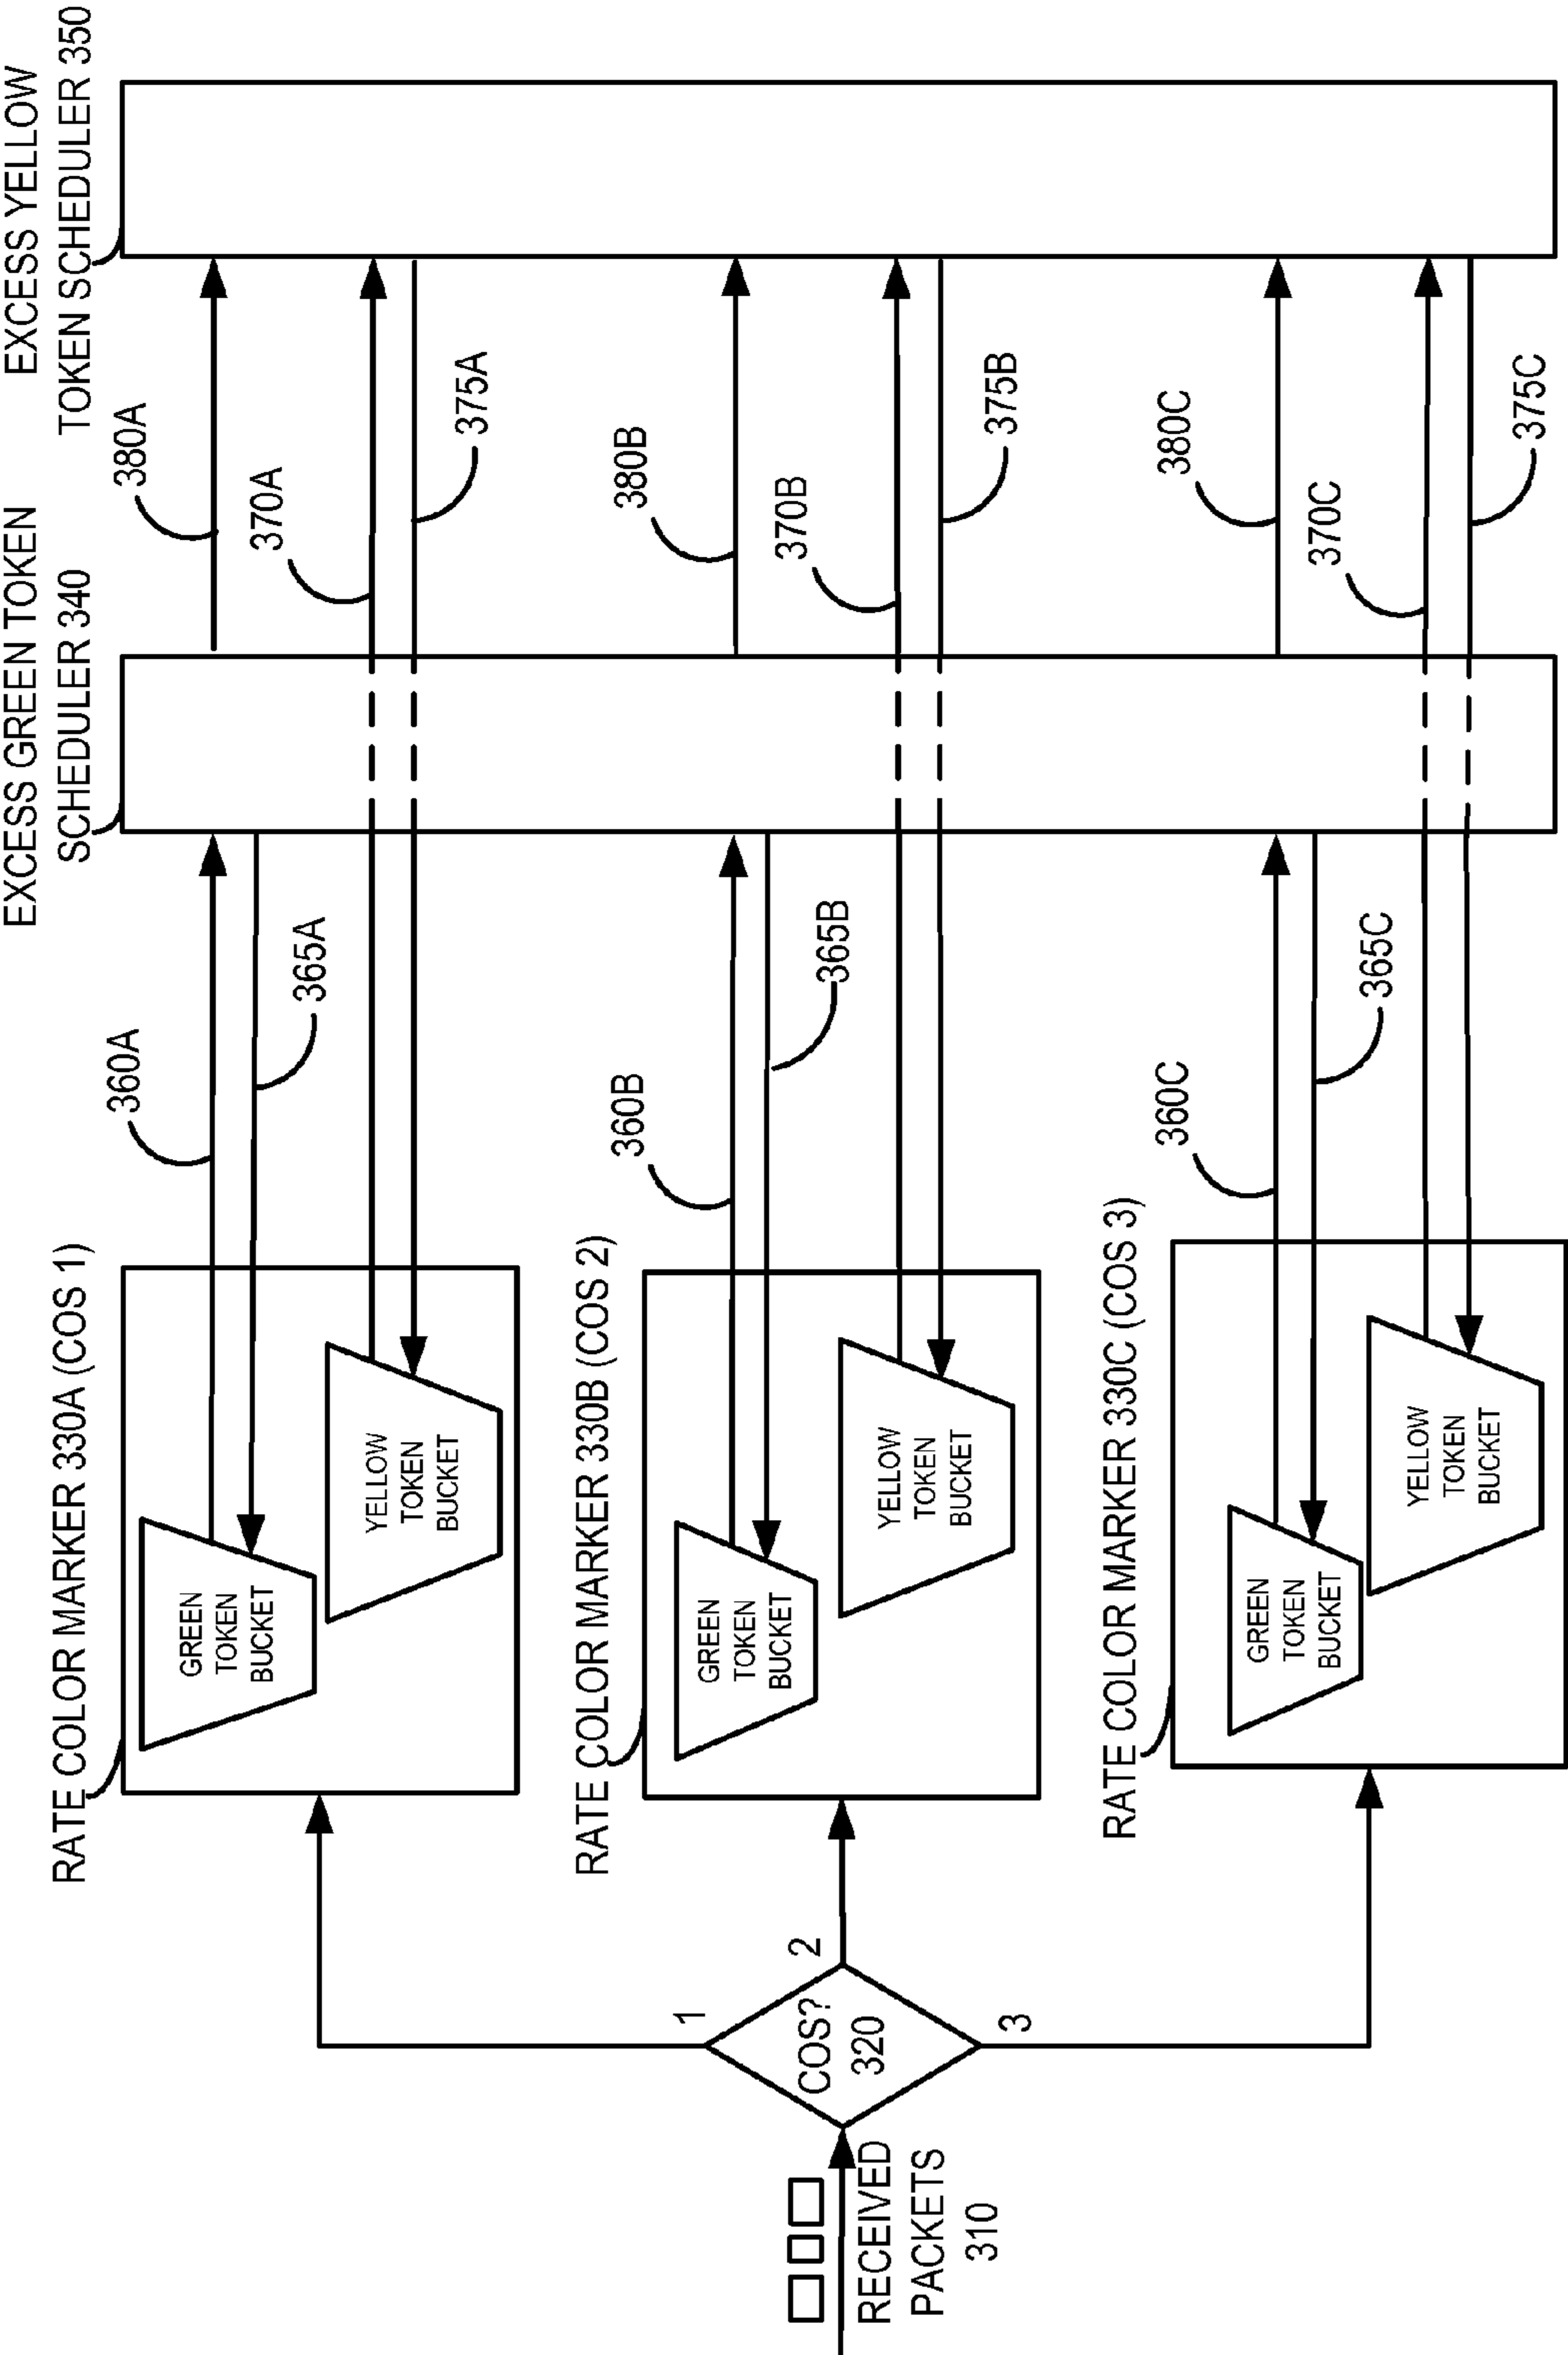 RECEIVED
PACKETS
310
COS?
320
1
2
3
RATE COLOR MARKER 330A (COS 1)
GREEN
TOKEN
BUCKET
YELLOW
TOKEN
BUCKET
RATE COLOR MARKER 330B (COS 2)
GREEN
TOKEN
BUCKET
YELLOW
TOKEN
BUCKET
RATE COLOR MARKER 330C (COS 3)
GREEN
TOKEN
BUCKET
YELLOW
TOKEN
BUCKET
360A
365A
360B
365B
360C
365C
EXCESS GREEN TOKEN
SCHEDULER 340
380A
370A
375A
380B
370B
375B
380C
370C
375C
EXCESS YELLOW
TOKEN SCHEDULER 350